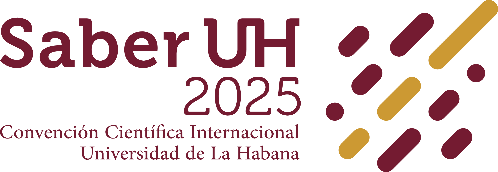 Saber UH
2025
Convención Científica Internacional
Universidad de La Habana